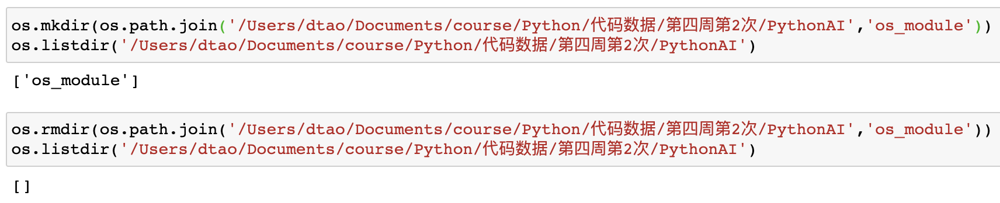 os.mkdir(os.path.join('/Users/dtao/Documents/course/Python/代码数据/第四周第2次/PythonAI','os_module'))
os.listdir('/Users/dtao/Documents/course/Python/代码数据/第四周第2次/PythonAI')
['os_module']
os.rmdir(os.path.join('/Users/dtao/Documents/course/Python/代码数据/第四周第2次/PythonAI','os_module'))
os.listdir('/Users/dtao/Documents/course/Python/代码数据/第四周第2次/PythonAI')
[]